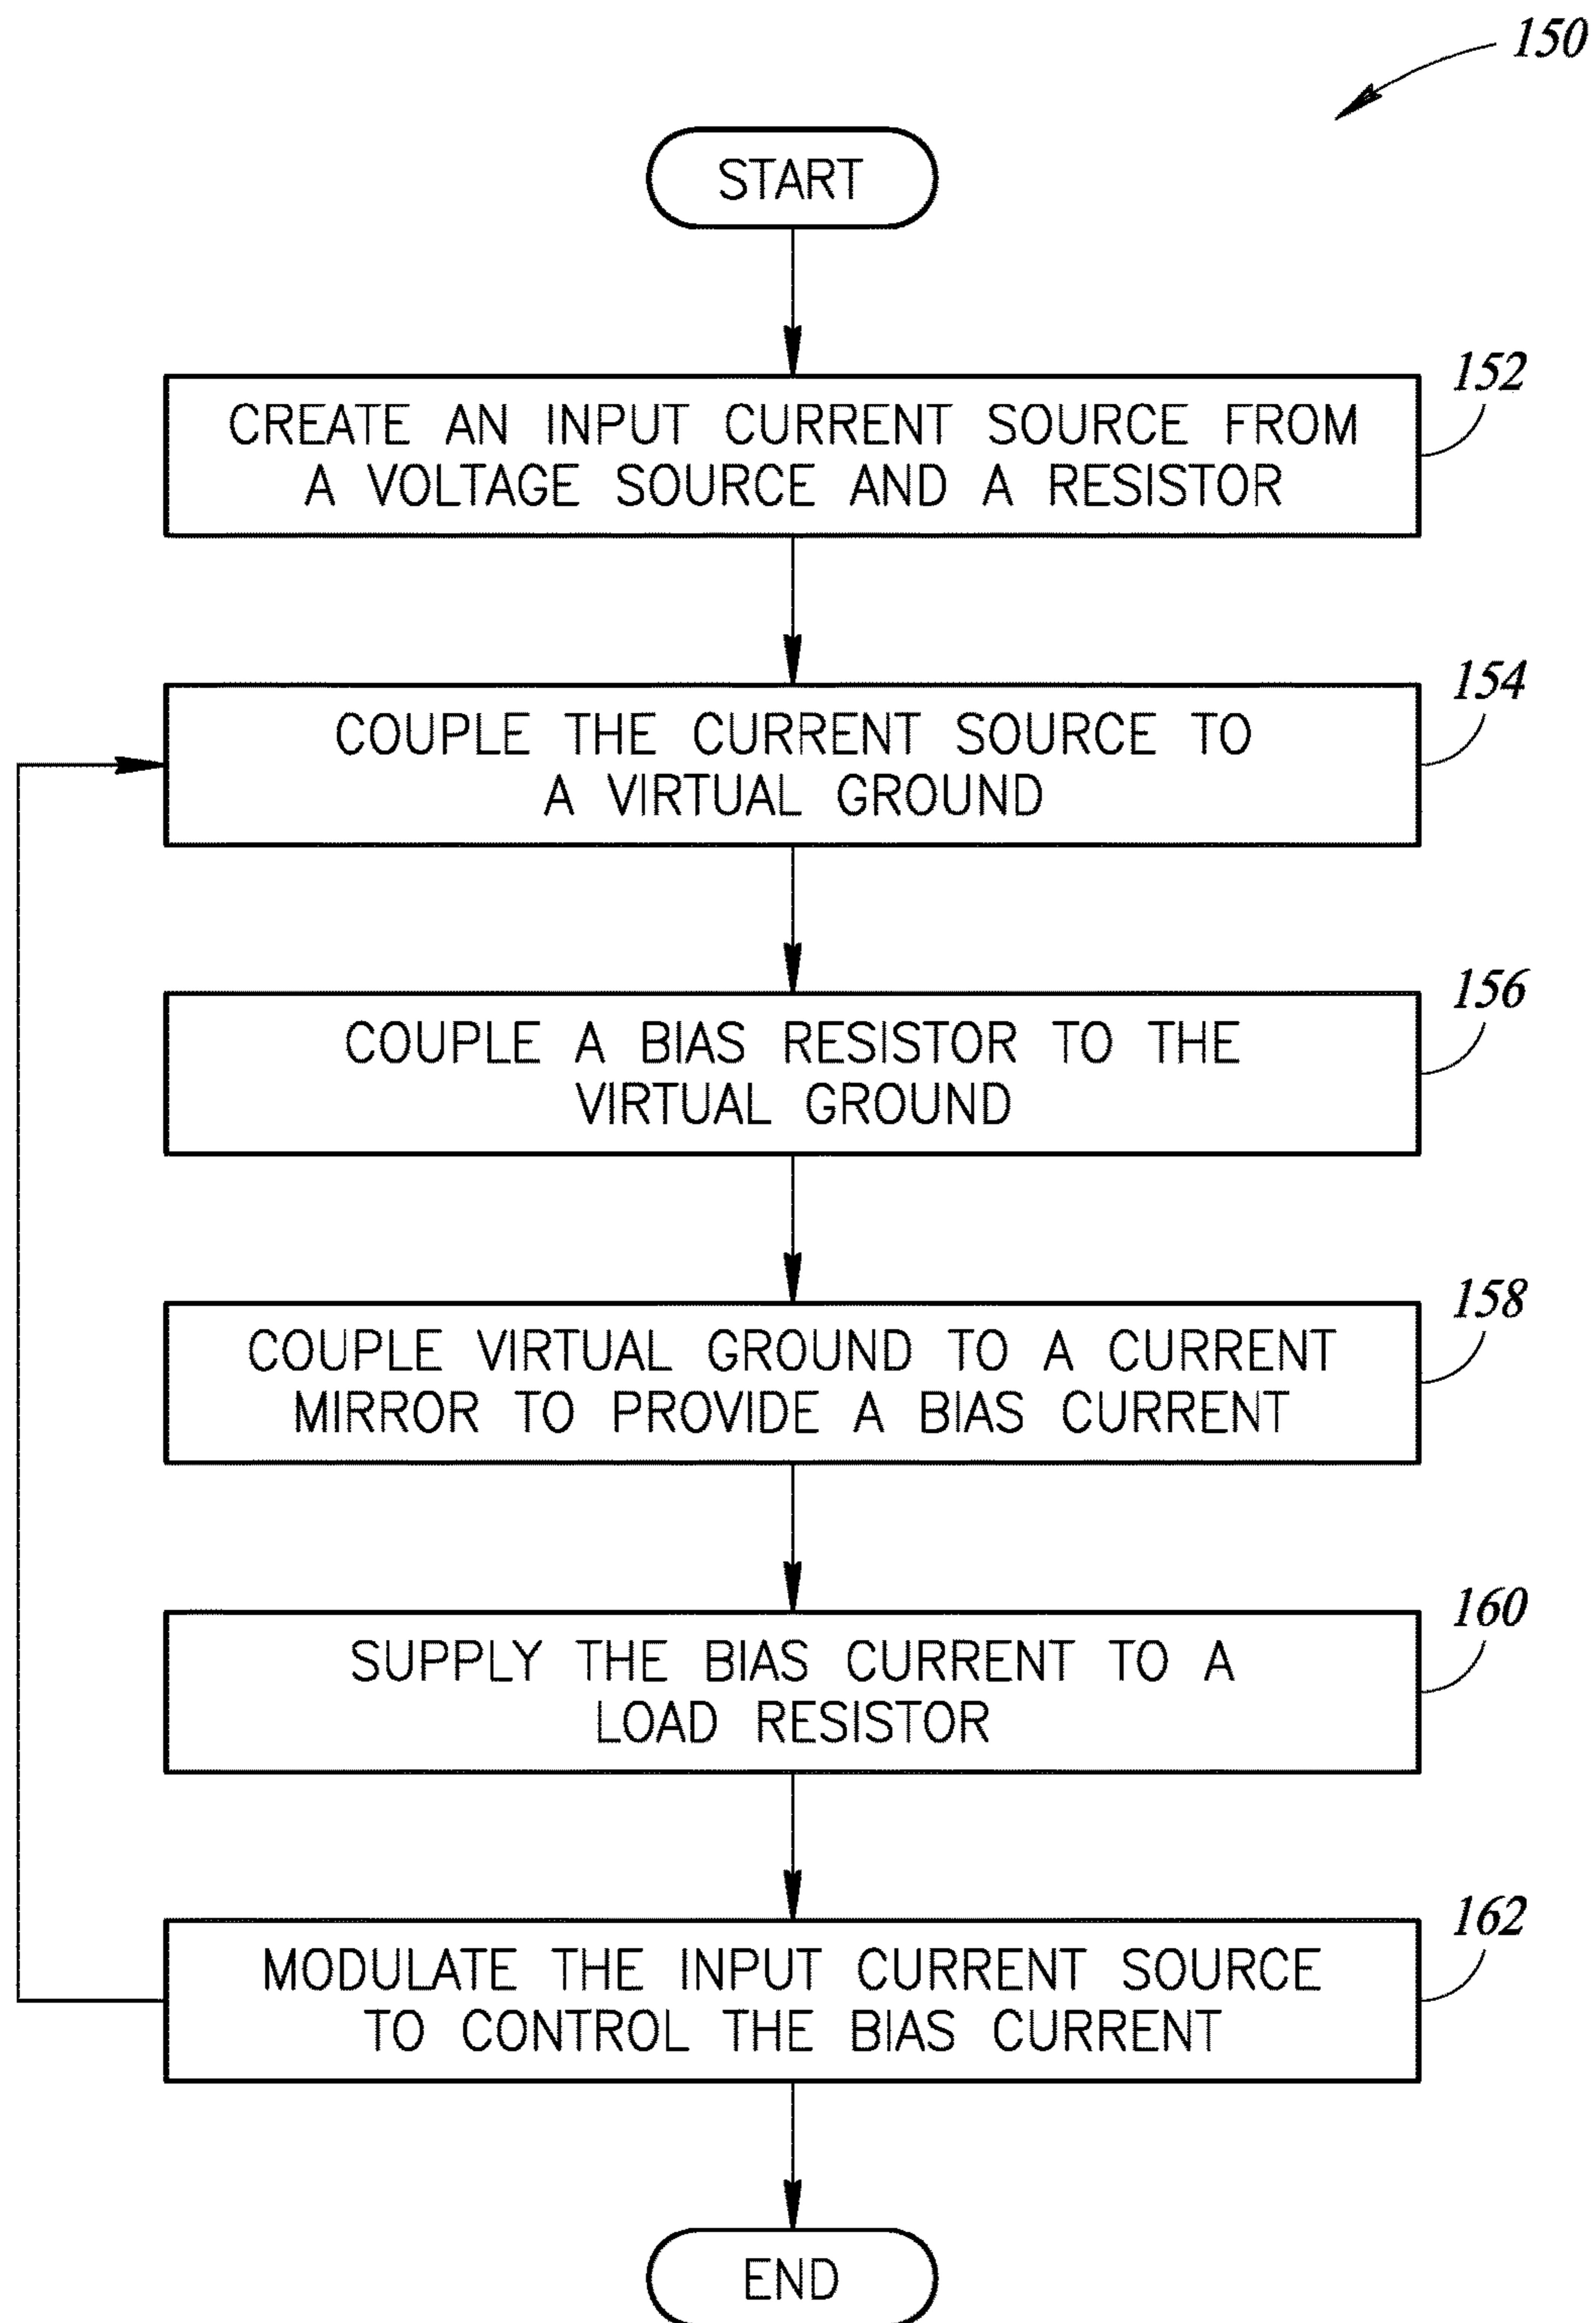 150
START
152
CREATE AN INPUT CURRENT SOURCE FROM
A VOLTAGE SOURCE AND A RESISTOR
154
COUPLE THE CURRENT SOURCE TO
A VIRTUAL GROUND
156
COUPLE A BIAS RESISTOR TO THE
VIRTUAL GROUND
158
COUPLE VIRTUAL GROUND TO A CURRENT
MIRROR TO PROVIDE A BIAS CURRENT
160
SUPPLY THE BIAS CURRENT TO A
LOAD RESISTOR
162
MODULATE THE INPUT CURRENT SOURCE
TO CONTROL THE BIAS CURRENT
END